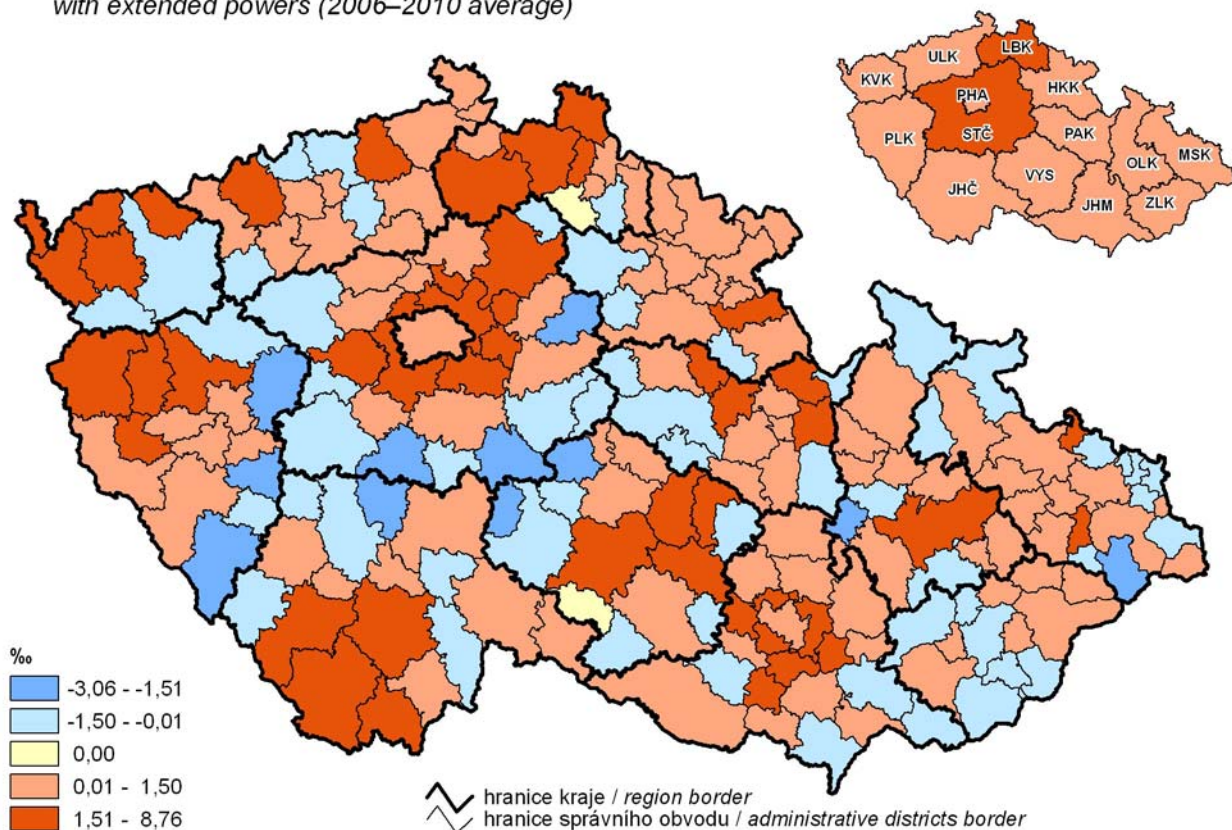 with extended powers (2006–2010 average)
LBK
ULK
KVK
HKK
PHA
PLK
STČ
PAK
OLK
MSK
VYS
JHČ
JHM
ZLK
‰
-3,06 - -1,51
-1,50 - -0,01
0,00
0,01 - 1,50
1,51 - 8,76
hranice kraje / region border
hranice správního obvodu / administrative districts border